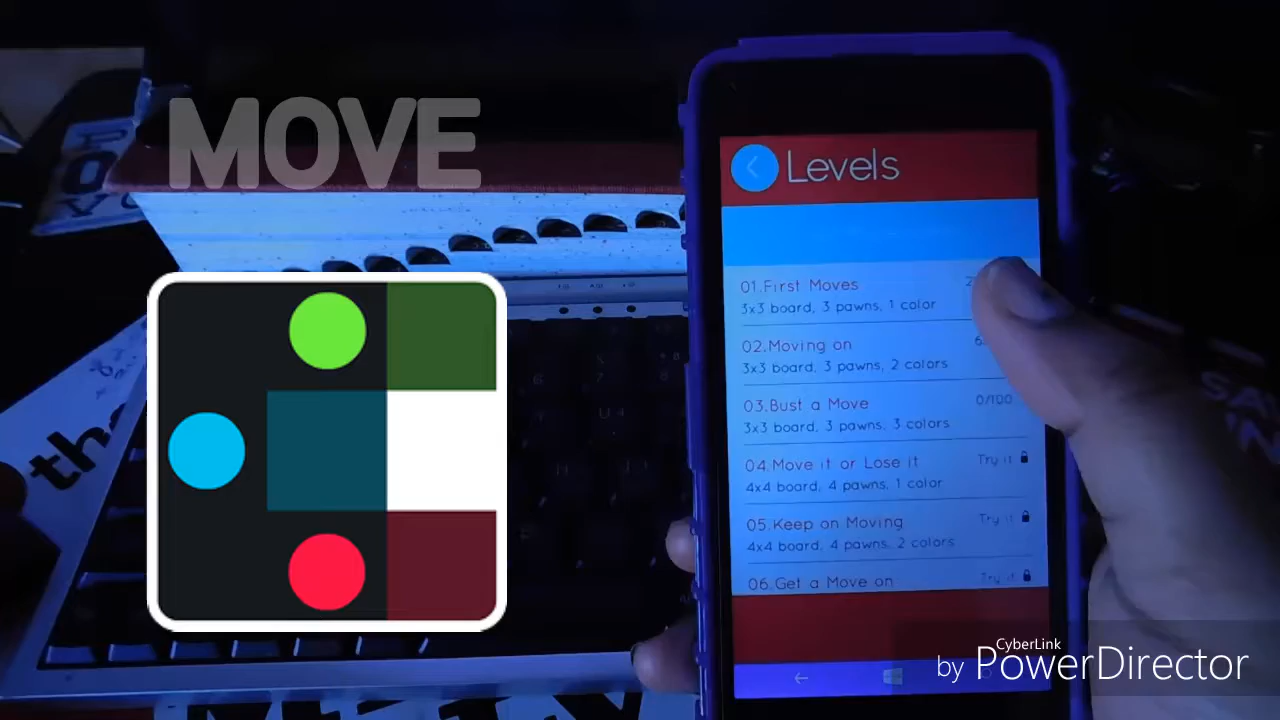 MOVE
Levels
01.First Moves
3x3 board, 3 pawns, 1 color
02.Moving on
3x3 board, 3 pawns, 2 colors
03.Bust a Move 0/100
3x3 board, 3 pawns, 3 colors
04.Move it or Lose it Try it
4x4 board, 4 pawns, 1 color
05.Keep on Moving Try it
4x4 board, 4 pawns, 2 colors
06.Get a Move on Try it
the
CyberLink
by PowerDirector